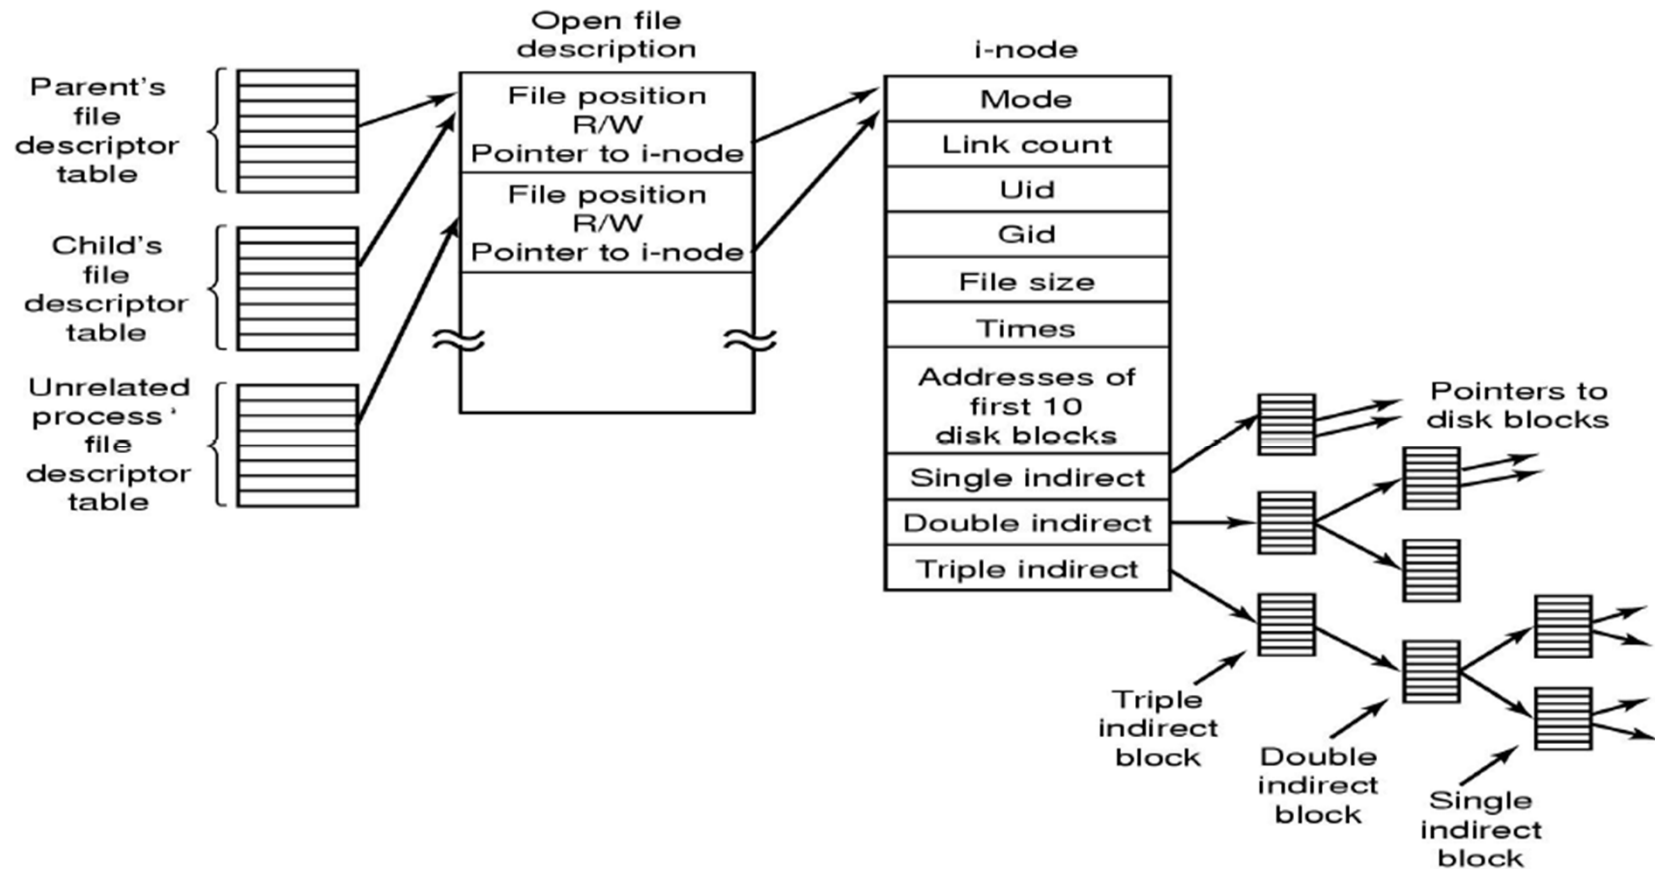 Parent's
file
descriptor
table
Child's
file
descriptor
table
Unrelated
process'
file
descriptor
table
Open file
description
File position
R/W
Pointer to i-node
File position
R/W
Pointer to i-node
i-node
Mode
Link count
Uid
Gid
File size
Times
Addresses of
first 10
disk blocks
Single indirect
Double indirect
Triple indirect
Pointers to
disk blocks
Triple
indirect
block
Double
indirect
block
Single
indirect
block